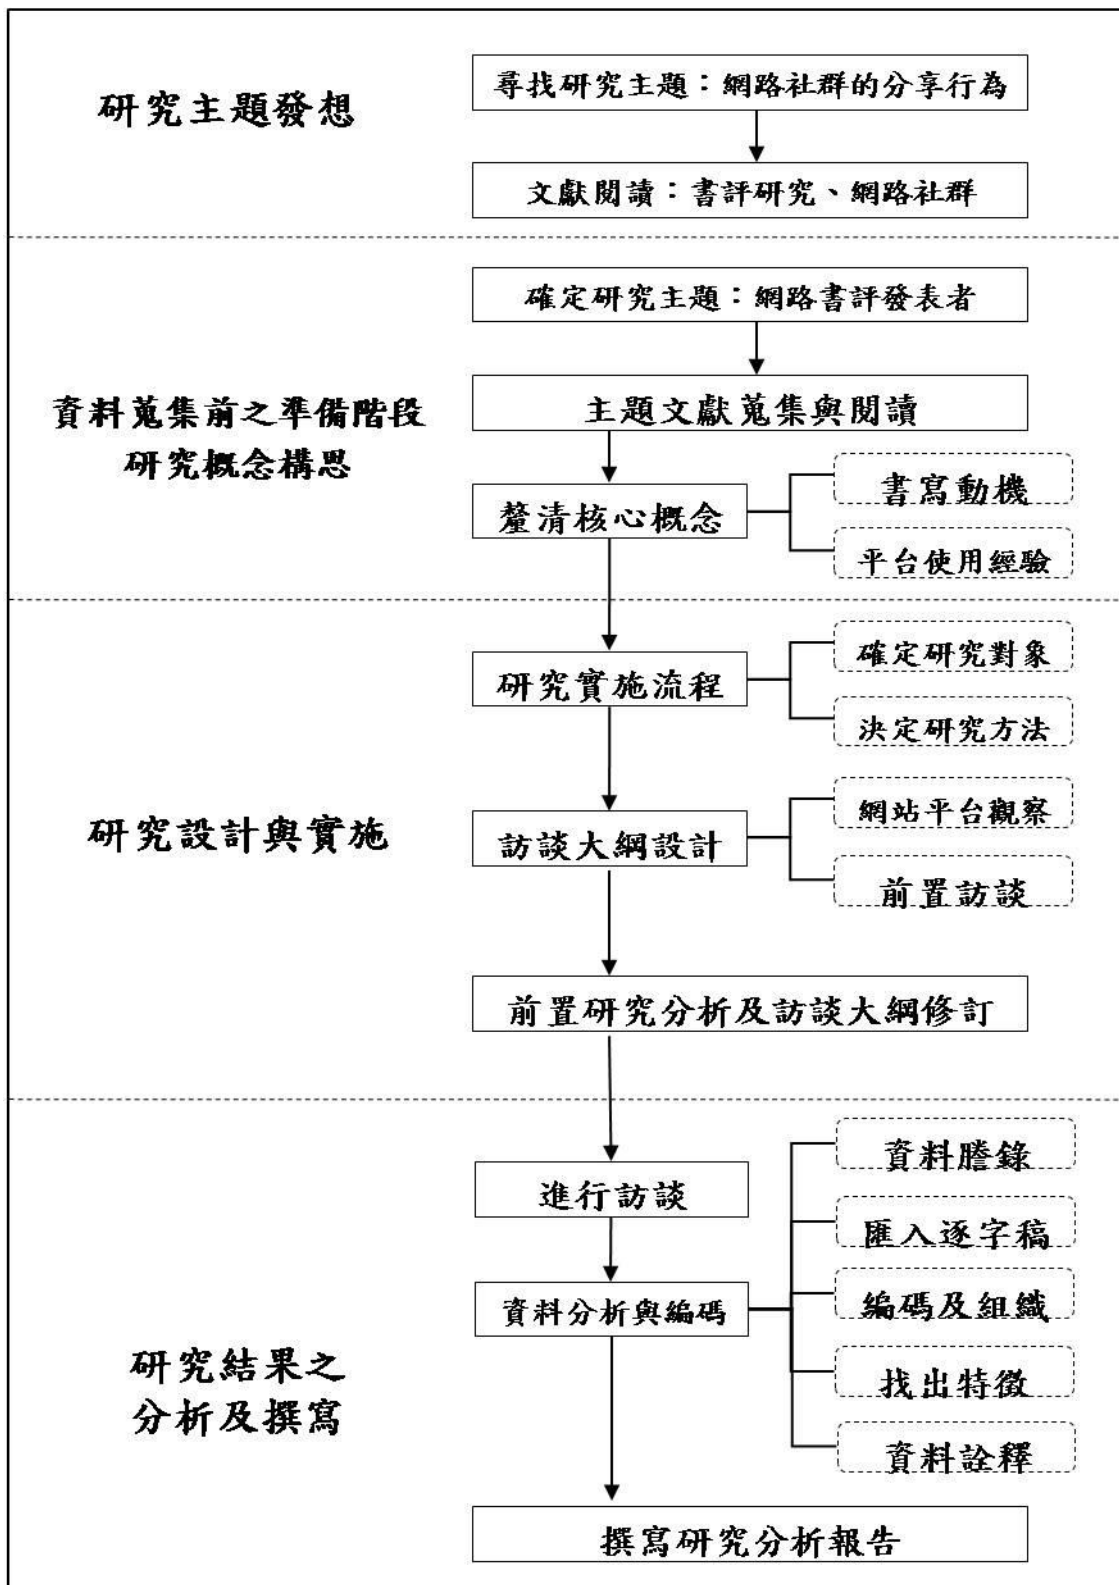 研究主題發想
尋找研究主題：網路社群的分享行為
文獻閱讀：書評研究、網路社群
資料蒐集前之準備階段
研究概念構思
確定研究主題：網路書評發表者
主題文獻蒐集與閱讀
釐清核心概念
書寫動機
平台使用經驗
研究設計與實施
研究實施流程
確定研究對象
決定研究方法
訪談大綱設計
網站平台觀察
前置訪談
前置研究分析及訪談大綱修訂
研究結果之
分析及撰寫
進行訪談
資料分析與編碼
資料謄錄
匯入逐字稿
編碼及組織
找出特徵
資料詮釋
撰寫研究分析報告